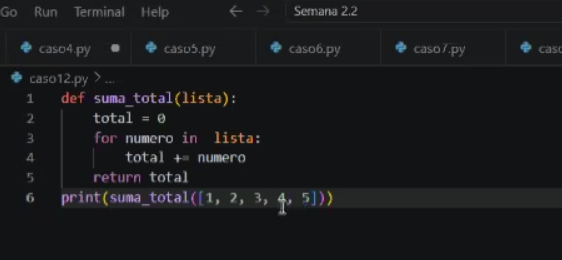 Go Run Terminal Help ← → Semana 2.2
caso4.py ● caso5.py caso6.py caso7.py
caso12.py > ...
1 def suma_total(lista):
2     total = 0
3     for numero in  lista:
4         total += numero
5     return total
6 print(suma_total([1, 2, 3, 4, 5]))